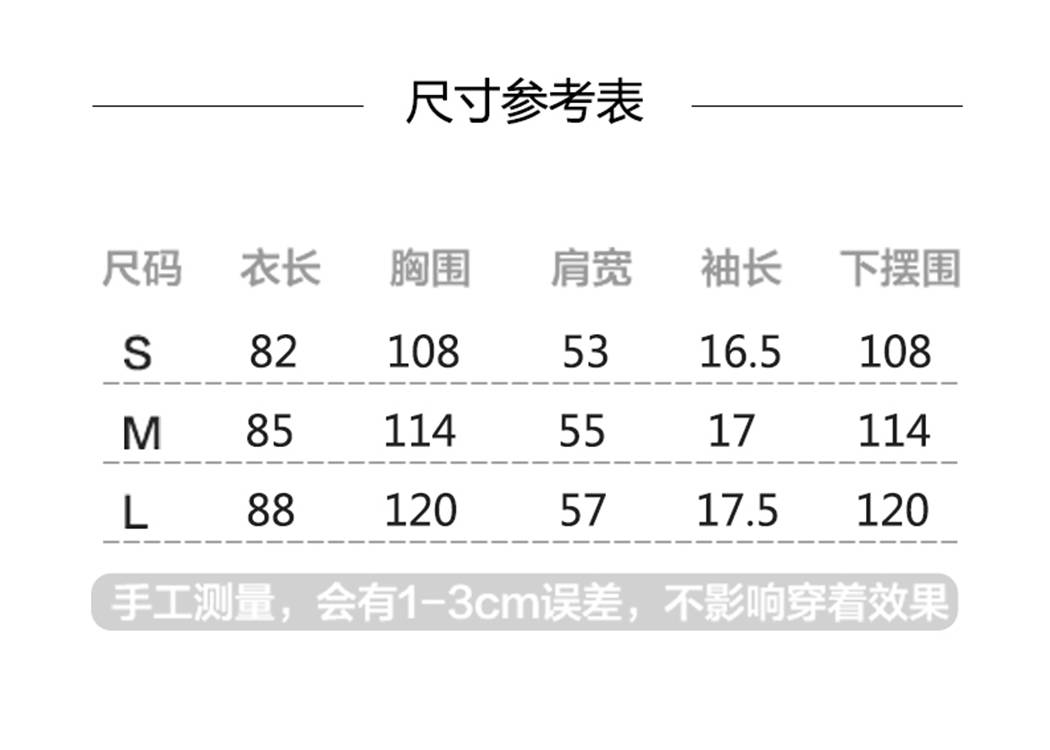 尺寸参考表
尺码 衣长 胸围 肩宽 袖长 下摆围
S 82 108 53 16.5 108
M 85 114 55 17 114
L 88 120 57 17.5 120
手工测量，会有1-3cm误差，不影响穿着效果